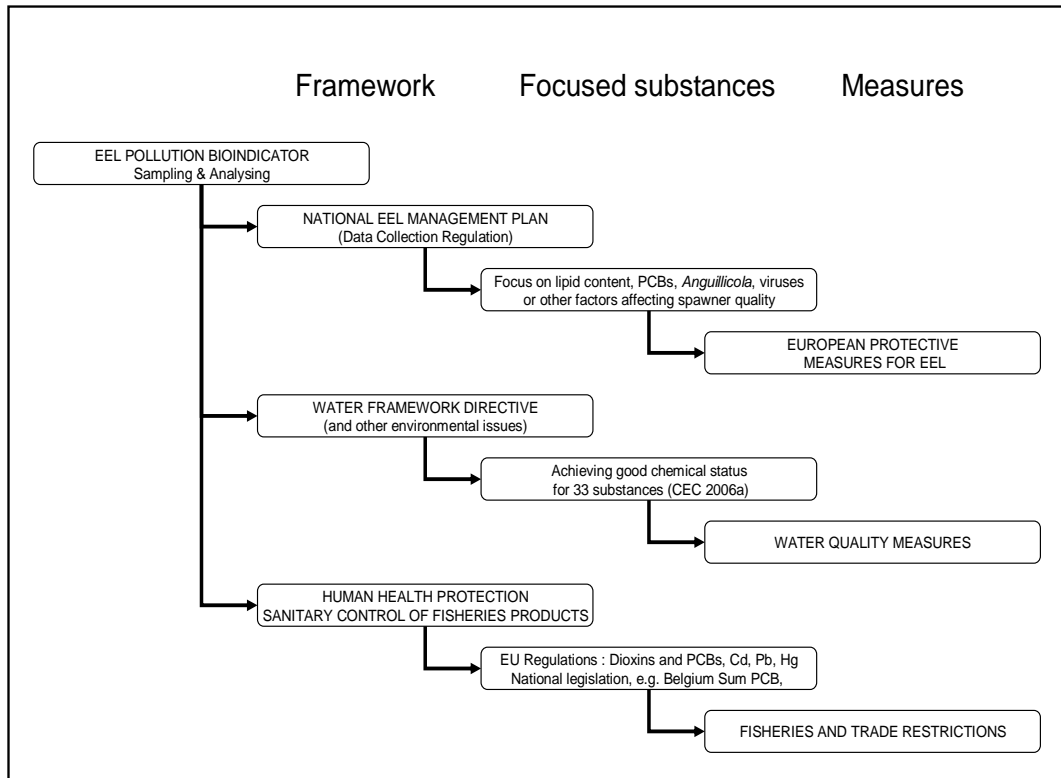 Framework Focused substances Measures
EEL POLLUTION BIOINDICATOR
Sampling & Analysing
NATIONAL EEL MANAGEMENT PLAN
(Data Collection Regulation)
Focus on lipid content, PCBs, Anguillicola, viruses
or other factors affecting spawner quality
EUROPEAN PROTECTIVE
MEASURES FOR EEL
WATER FRAMEWORK DIRECTIVE
(and other environmental issues)
Achieving good chemical status
for 33 substances (CEC 2006a)
WATER QUALITY MEASURES
HUMAN HEALTH PROTECTION
SANITARY CONTROL OF FISHERIES PRODUCTS
EU Regulations : Dioxins and PCBs, Cd, Pb, Hg
National legislation, e.g. Belgium Sum PCB,
FISHERIES AND TRADE RESTRICTIONS